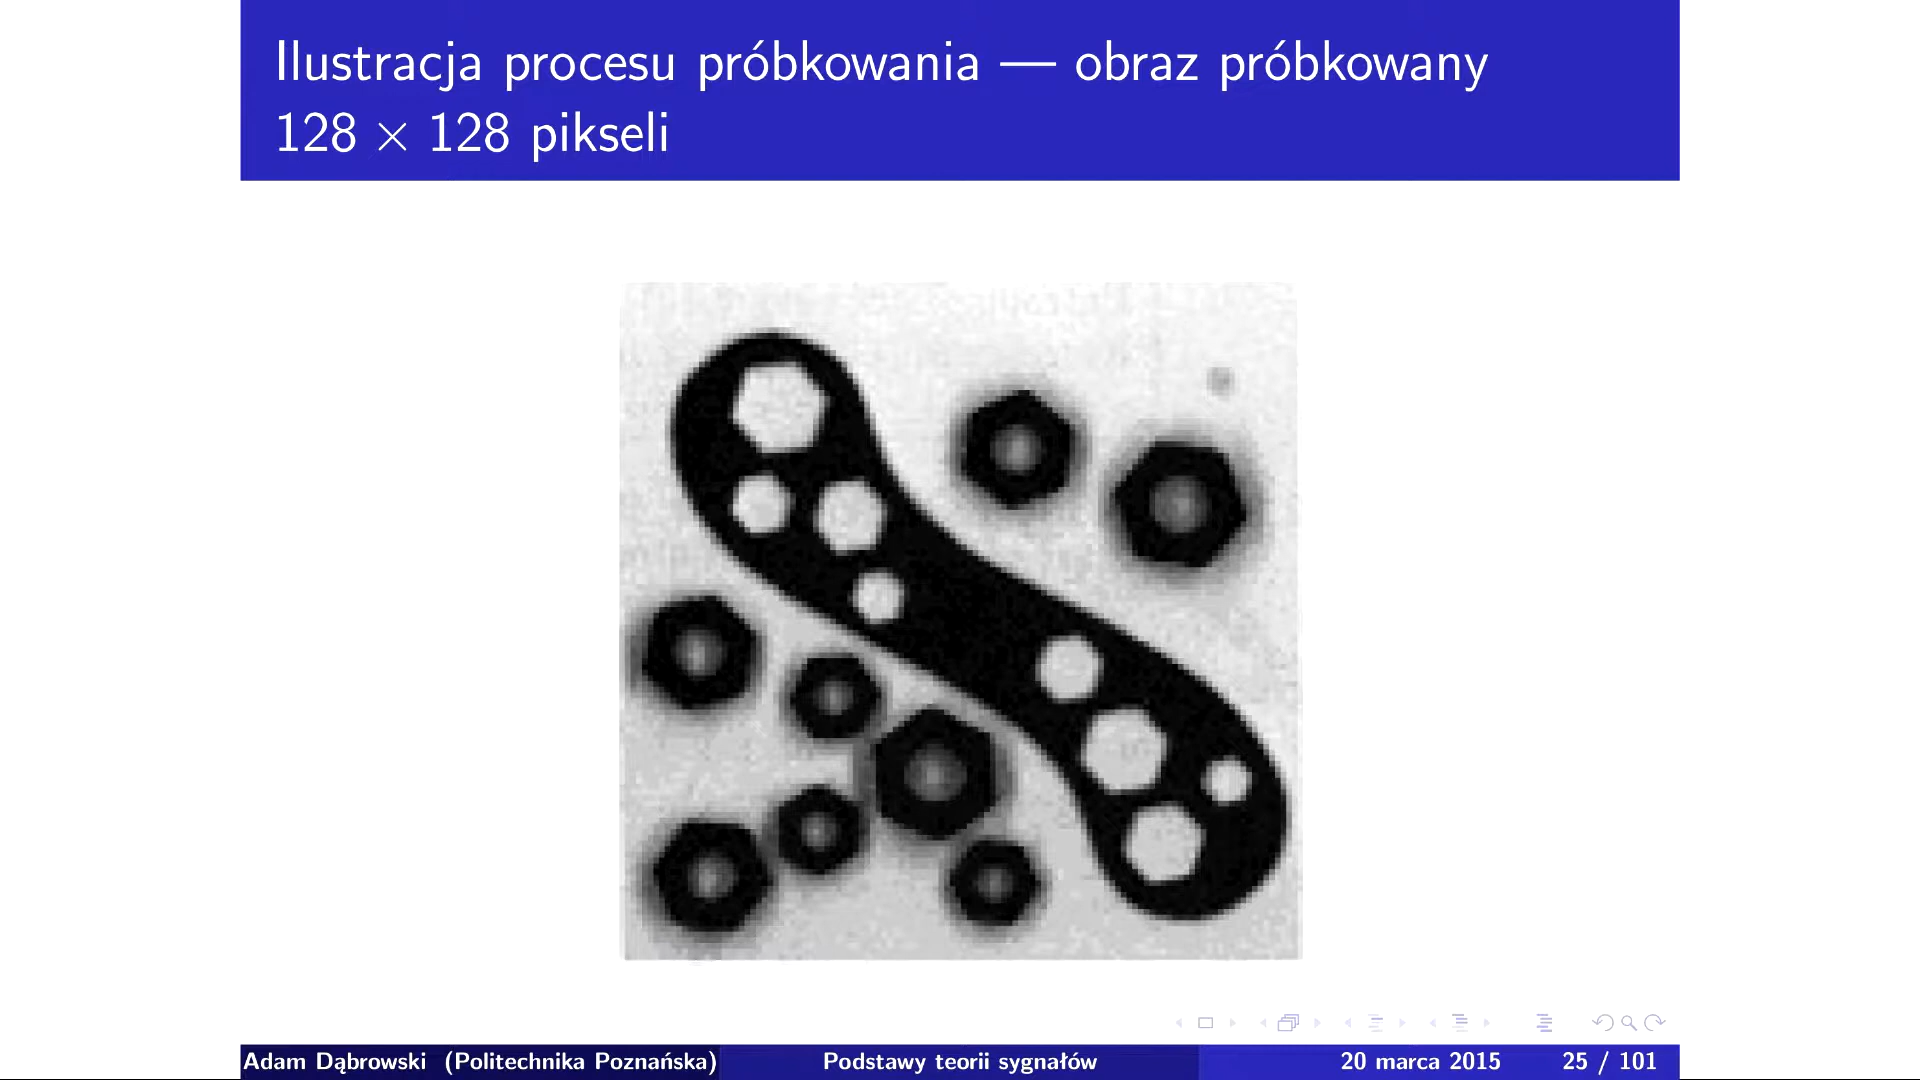 Ilustracja procesu próbkowania — obraz próbkowany
128 × 128 pikseli
Adam Dąbrowski (Politechnika Poznańska) Podstawy teorii sygnałów 20 marca 2015 25 / 101